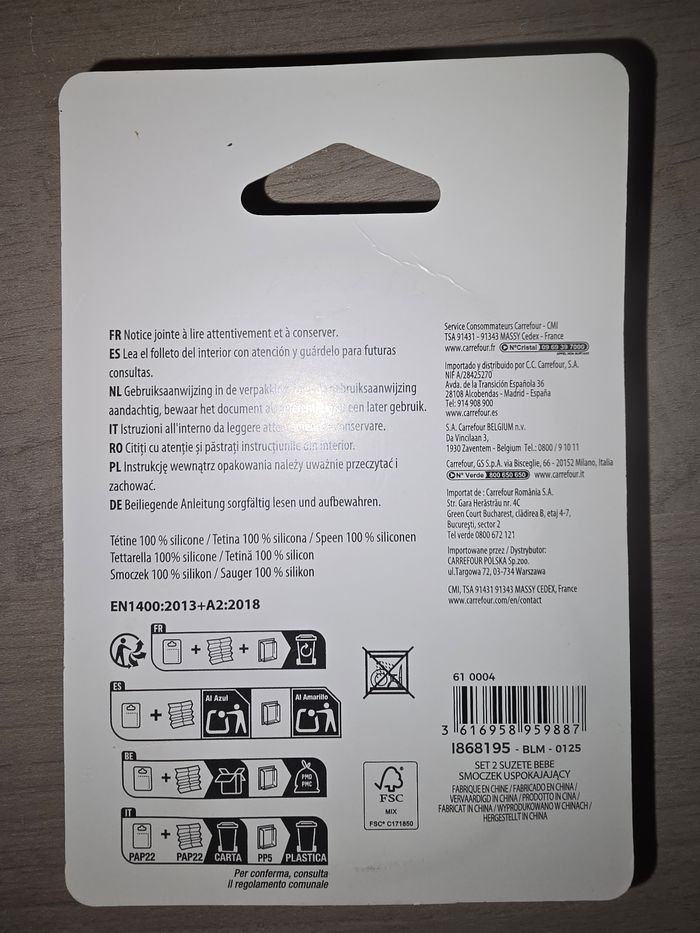 FR Notice jointe à lire attentivement et à conserver.
ES Lea el folleto del interior con atención y guárdelo para futuras
consultas.
NL Gebruiksaanwijzing in de gebruiksaanwijzing
aandachtig, bewaar het document een later gebruik.
IT Istruzioni all'interno da leggere
RO Citiți cu atenție și păstrați instrucțiunile din interior.
PL Instrukcję wewnątrz opakowania należy uważnie przeczytać i
zachować.
DE Beiliegende Anleitung sorgfältig lesen und aufbewahren.
Tétine 100 % silicone / Tetina 100 % silicona / Speen 100 % siliconen
Tettarella 100% silicone / Tetină 100 % silicon
Smoczek 100 % silikon / Sauger 100 % silikon
EN1400:2013+A2:2018
FR
ES
Al Azul
Al Amarillo
BE
PMD
PMC
IT
PAP22
PAP22
CARTA
PP5
PLASTICA
Per conferma, consulta
il regolamento comunale
Service Consommateurs Carrefour - CMI
TSA 91431 - 91343 MASSY Cedex - France
www.carrefour.fr N°Cristal 09 69 39 7000
APPEL NON SURTAXÉ
Importado y distribuido por C.C. Carrefour, S.A.
NIF A/28425270
Avda. de la Transición Española 36
28108 Alcobendas - Madrid - España
Tel: 914 908 900
www.carrefour.es
S.A. Carrefour BELGIUM n.v.
Da Vincilaan 3,
1930 Zaventem - Belgium Tel.: 0800 / 9 10 11
Carrefour, GS S.p.A. via Bisceglie, 66 - 20152 Milano, Italia
N° Verde 800 650 650 www.carrefour.it
Importat de : Carrefour România S.A.
Str. Gara Herăstrău nr. 4C
Green Court Bucharest, clădirea B, etaj 4-7,
București, sector 2
Tel verde 0800 672 121
Importowane przez / Dystrybutor:
CARREFOUR POLSKA Sp.zoo.
ul.Targowa 72, 03-734 Warszawa
CMI, TSA 91431 91343 MASSY CEDEX, France
www.carrefour.com/en/contact
FSC
MIX
FSC® C171850
61 0004
3 616958 959887
I868195 - BLM - 0125
SET 2 SUZETE BEBE
SMOCZEK USPOKAJAJĄCY
FABRIQUE EN CHINE / FABRICADO EN CHINA /
VERVAARDIGD IN CHINA / PRODOTTO IN CINA /
FABRICAT IN CHINA / WYPRODUKOWANO W CHINACH /
HERGESTELLT IN CHINA